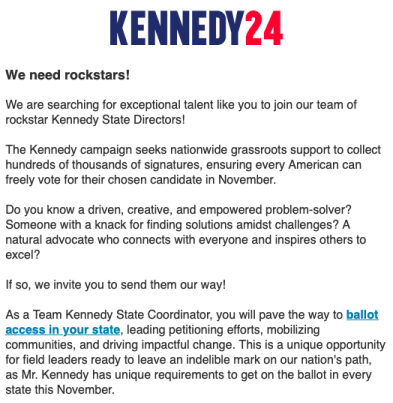 KENNEDY24
We need rockstars!
We are searching for exceptional talent like you to join our team of
rockstar Kennedy State Directors!
The Kennedy campaign seeks nationwide grassroots support to collect
hundreds of thousands of signatures, ensuring every American can
freely vote for their chosen candidate in November.
Do you know a driven, creative, and empowered problem-solver?
Someone with a knack for finding solutions amidst challenges? A
natural advocate who connects with everyone and inspires others to
excel?
If so, we invite you to send them our way!
As a Team Kennedy State Coordinator, you will pave the way to ballot
access in your state, leading petitioning efforts, mobilizing
communities, and driving impactful change. This is a unique opportunity
for field leaders ready to leave an indelible mark on our nation's path,
as Mr. Kennedy has unique requirements to get on the ballot in every
state this November.